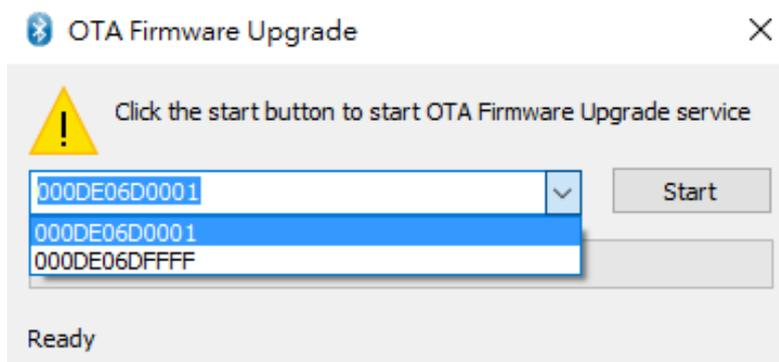 OTA Firmware Upgrade
Click the start button to start OTA Firmware Upgrade service
000DE06D0001
Start
000DE06D0001
000DE06DFFFF
Ready